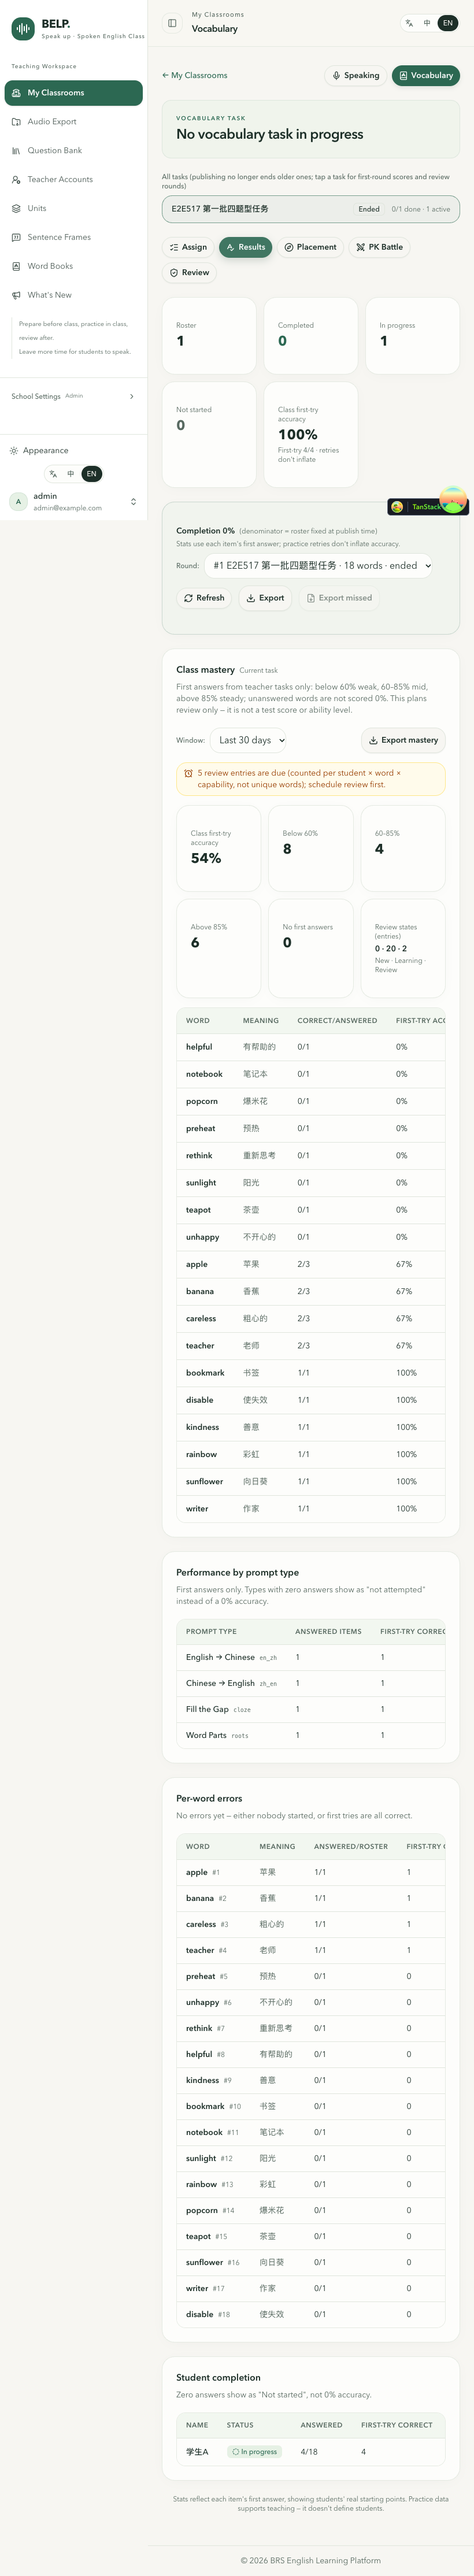 BELP.
Speak up · Spoken English Class
Teaching Workspace
My Classrooms
Audio Export
Question Bank
Teacher Accounts
Units
Sentence Frames
Word Books
What's New
Prepare before class, practice in class,
review after.
Leave more time for students to speak.
School Settings Admin
Appearance
中 EN
A
admin
admin@example.com
My Classrooms
Vocabulary
中 EN
← My Classrooms
Speaking
Vocabulary
VOCABULARY TASK
No vocabulary task in progress
All tasks (publishing no longer ends older ones; tap a task for first-round scores and review
rounds)
E2E517 第一批四题型任务 Ended 0/1 done · 1 active
Assign
Results
Placement
PK Battle
Review
Roster
1
Completed
0
In progress
1
Not started
0
Class first-try
accuracy
100%
First-try 4/4 · retries
don't inflate
TanStack
Completion 0% (denominator = roster fixed at publish time)
Stats use each item's first answer; practice retries don't inflate accuracy.
Round: #1 E2E517 第一批四题型任务 · 18 words · ended
Refresh
Export
Export missed
Class mastery Current task
First answers from teacher tasks only: below 60% weak, 60–85% mid,
above 85% steady; unanswered words are not scored 0%. This plans
review only — it is not a test score or ability level.
Window: Last 30 days
Export mastery
5 review entries are due (counted per student × word ×
capability, not unique words); schedule review first.
Class first-try
accuracy
54%
Below 60%
8
60–85%
4
Above 85%
6
No first answers
0
Review states
(entries)
0 · 20 · 2
New · Learning ·
Review
WORD MEANING CORRECT/ANSWERED FIRST-TRY ACC
helpful 有帮助的 0/1 0%
notebook 笔记本 0/1 0%
popcorn 爆米花 0/1 0%
preheat 预热 0/1 0%
rethink 重新思考 0/1 0%
sunlight 阳光 0/1 0%
teapot 茶壶 0/1 0%
unhappy 不开心的 0/1 0%
apple 苹果 2/3 67%
banana 香蕉 2/3 67%
careless 粗心的 2/3 67%
teacher 老师 2/3 67%
bookmark 书签 1/1 100%
disable 使失效 1/1 100%
kindness 善意 1/1 100%
rainbow 彩虹 1/1 100%
sunflower 向日葵 1/1 100%
writer 作家 1/1 100%
Performance by prompt type
First answers only. Types with zero answers show as "not attempted"
instead of a 0% accuracy.
PROMPT TYPE ANSWERED ITEMS FIRST-TRY CORREC
English → Chinese en_zh 1 1
Chinese → English zh_en 1 1
Fill the Gap cloze 1 1
Word Parts roots 1 1
Per-word errors
No errors yet — either nobody started, or first tries are all correct.
WORD MEANING ANSWERED/ROSTER FIRST-TRY C
apple #1 苹果 1/1 1
banana #2 香蕉 1/1 1
careless #3 粗心的 1/1 1
teacher #4 老师 1/1 1
preheat #5 预热 0/1 0
unhappy #6 不开心的 0/1 0
rethink #7 重新思考 0/1 0
helpful #8 有帮助的 0/1 0
kindness #9 善意 0/1 0
bookmark #10 书签 0/1 0
notebook #11 笔记本 0/1 0
sunlight #12 阳光 0/1 0
rainbow #13 彩虹 0/1 0
popcorn #14 爆米花 0/1 0
teapot #15 茶壶 0/1 0
sunflower #16 向日葵 0/1 0
writer #17 作家 0/1 0
disable #18 使失效 0/1 0
Student completion
Zero answers show as "Not started", not 0% accuracy.
NAME STATUS ANSWERED FIRST-TRY CORRECT
学生A In progress 4/18 4
Stats reflect each item's first answer, showing students' real starting points. Practice data
supports teaching — it doesn't define students.
© 2026 BRS English Learning Platform